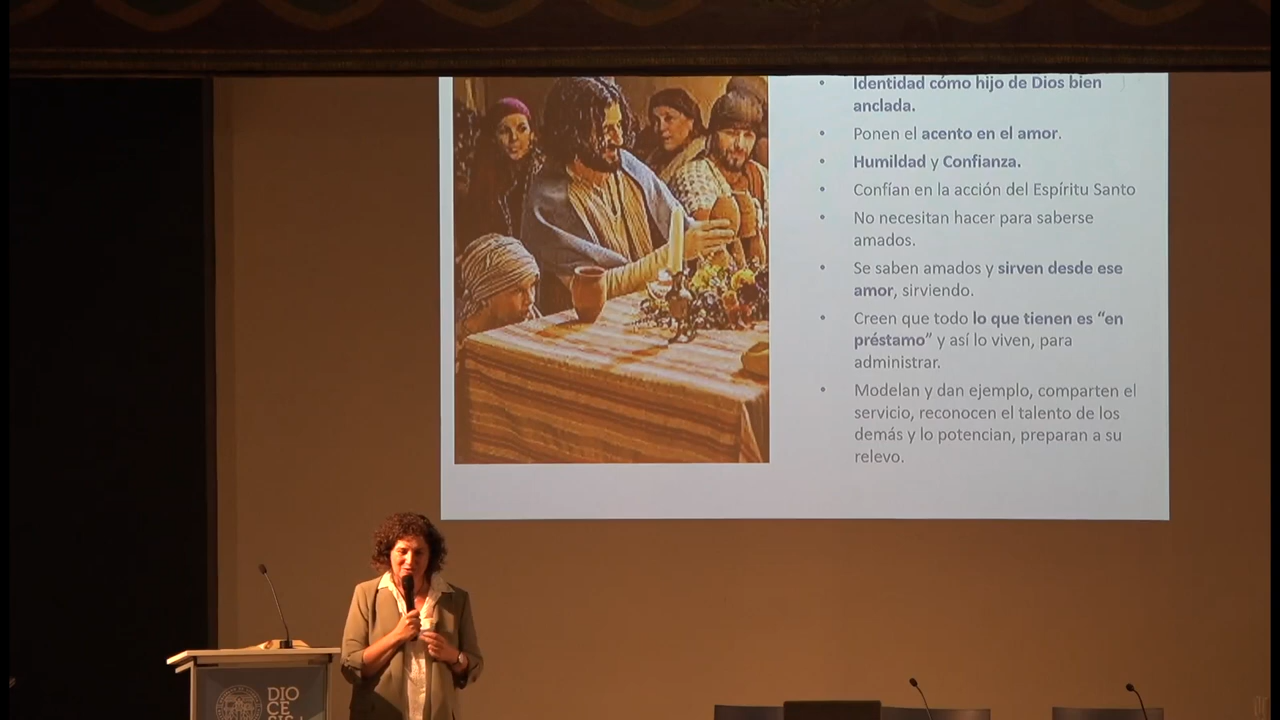 Identidad cómo hijo de Dios bien
anclada.
Ponen el acento en el amor.
Humildad y Confianza.
Confían en la acción del Espíritu Santo
No necesitan hacer para saberse
amados.
Se saben amados y sirven desde ese
amor, sirviendo.
Creen que todo lo que tienen es “en
préstamo” y así lo viven, para
administrar.
Modelan y dan ejemplo, comparten el
servicio, reconocen el talento de los
demás y lo potencian, preparan a su
relevo.
DIO
CE